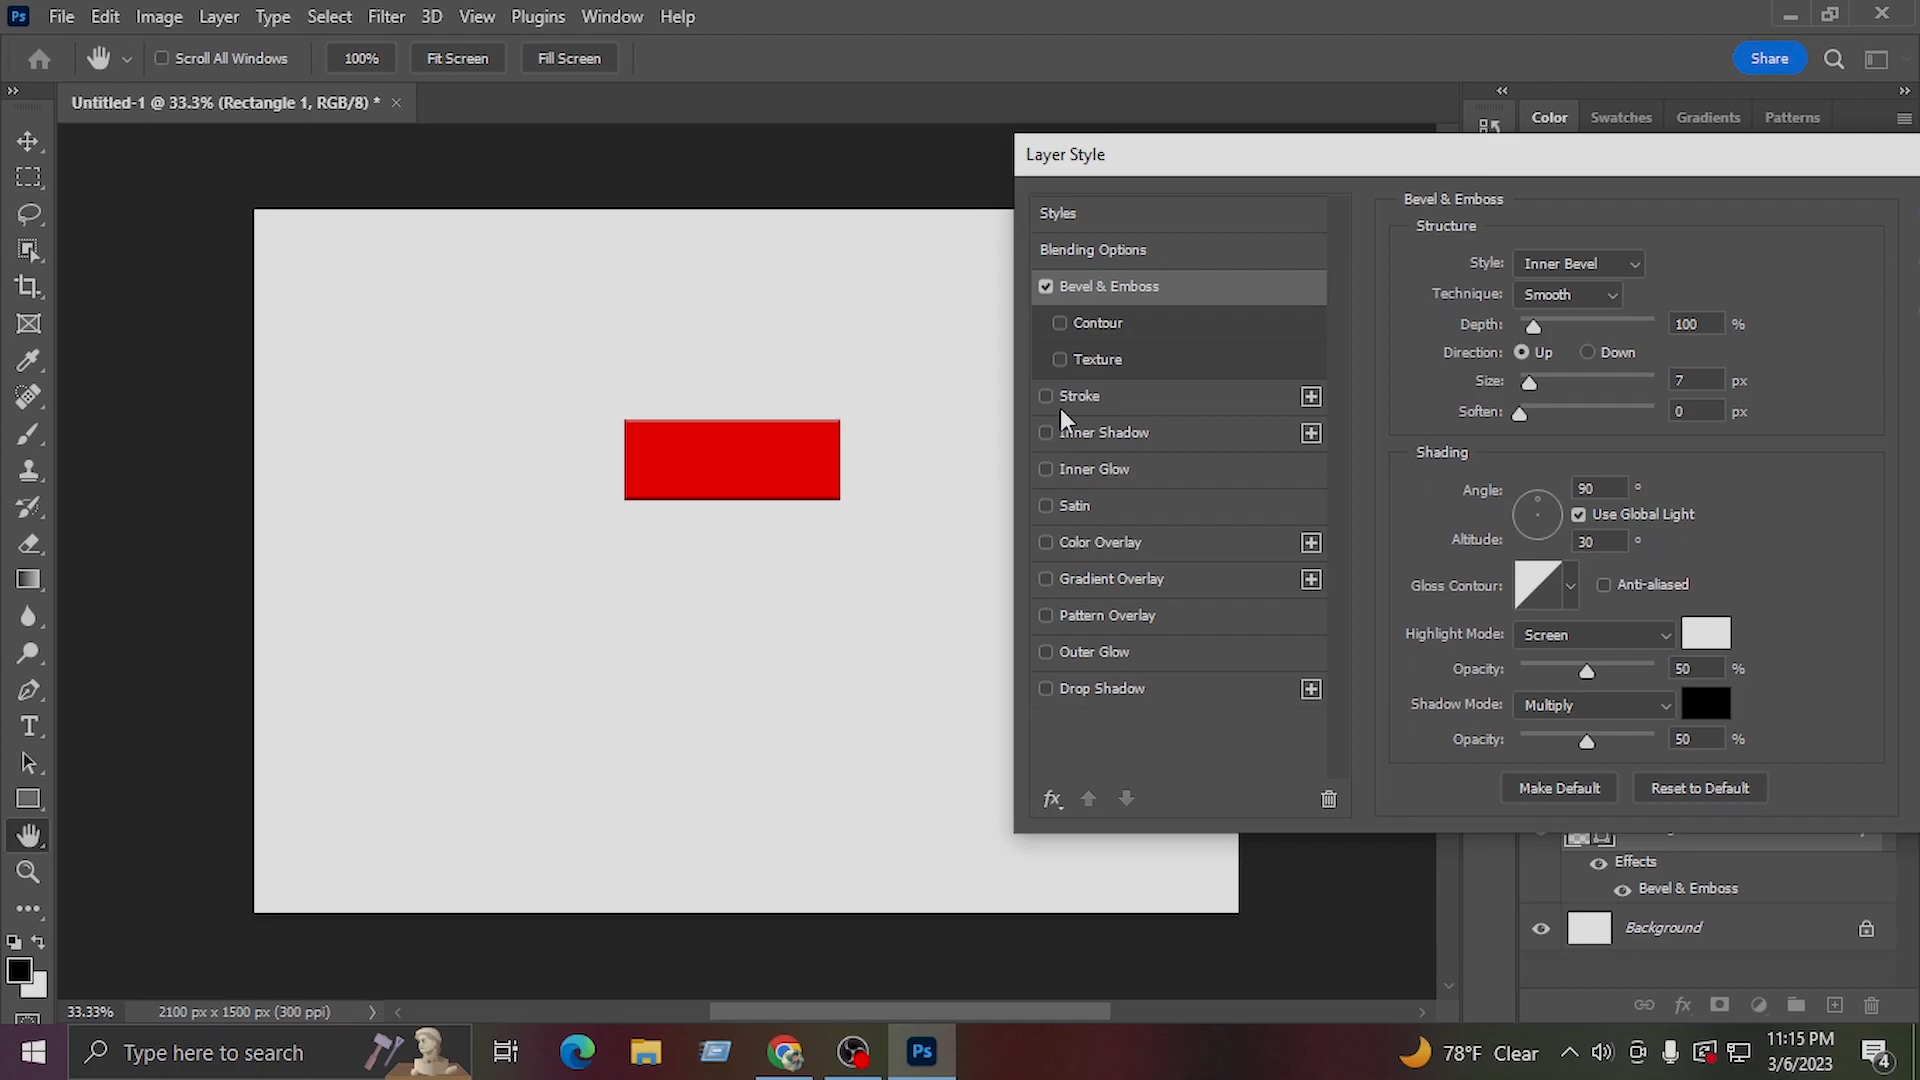 Ps File Edit Image Layer Type Select Filter 3D View Plugins Window Help
Scroll All Windows 100% Fit Screen Fill Screen Share
Untitled-1 @ 33.3% (Rectangle 1, RGB/8) * ×
Color Swatches Gradients Patterns
Layer Style
Styles
Blending Options
Bevel & Emboss
Contour
Texture
Stroke
Inner Shadow
Inner Glow
Satin
Color Overlay
Gradient Overlay
Pattern Overlay
Outer Glow
Drop Shadow
fx
Bevel & Emboss
Structure
Style: Inner Bevel
Technique: Smooth
Depth: 100 %
Direction: Up Down
Size: 7 px
Soften: 0 px
Shading
Angle: 90 °
Use Global Light
Altitude: 30 °
Gloss Contour: Anti-aliased
Highlight Mode: Screen
Opacity: 50 %
Shadow Mode: Multiply
Opacity: 50 %
Make Default Reset to Default
Effects
Bevel & Emboss
Background
fx
T
33.33% 2100 px x 1500 px (300 ppi)
Type here to search
Ps
78°F Clear
11:15 PM
3/6/2023
4